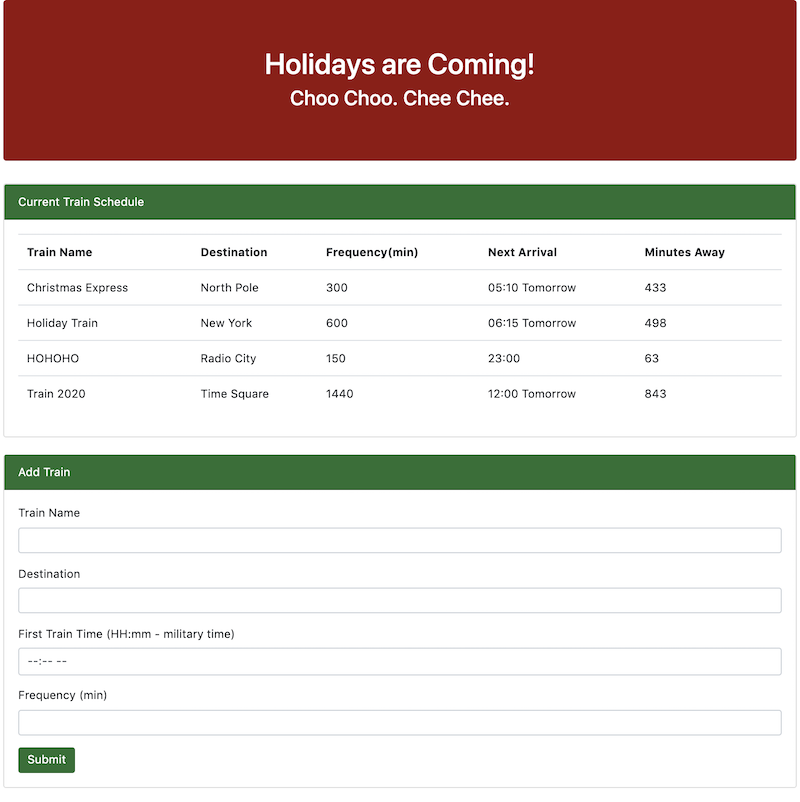 Holidays are Coming!
Choo Choo. Chee Chee.
Current Train Schedule
Train Name Destination Frequency(min) Next Arrival Minutes Away
Christmas Express North Pole 300 05:10 Tomorrow 433
Holiday Train New York 600 06:15 Tomorrow 498
HOHOHO Radio City 150 23:00 63
Train 2020 Time Square 1440 12:00 Tomorrow 843
Add Train
Train Name
Destination
First Train Time (HH:mm - military time)
--:-- --
Frequency (min)
Submit